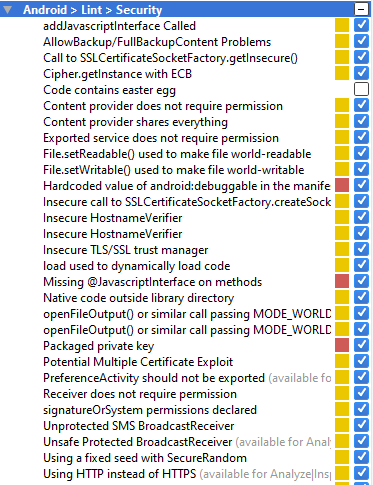 Android > Lint > Security
addJavascriptInterface Called
AllowBackup/FullBackupContent Problems
Call to SSLCertificateSocketFactory.getInsecure()
Cipher.getInstance with ECB
Code contains easter egg
Content provider does not require permission
Content provider shares everything
Exported service does not require permission
File.setReadable() used to make file world-readable
File.setWritable() used to make file world-writable
Hardcoded value of android:debuggable in the manife
Insecure call to SSLCertificateSocketFactory.createSock
Insecure HostnameVerifier
Insecure HostnameVerifier
Insecure TLS/SSL trust manager
load used to dynamically load code
Missing @JavascriptInterface on methods
Native code outside library directory
openFileOutput() or similar call passing MODE_WORLD
openFileOutput() or similar call passing MODE_WORLD
Packaged private key
Potential Multiple Certificate Exploit
PreferenceActivity should not be exported (available fo
Receiver does not require permission
signatureOrSystem permissions declared
Unprotected SMS BroadcastReceiver
Unsafe Protected BroadcastReceiver (available for Analy
Using a fixed seed with SecureRandom
Using HTTP instead of HTTPS (available for Analyze|Insp